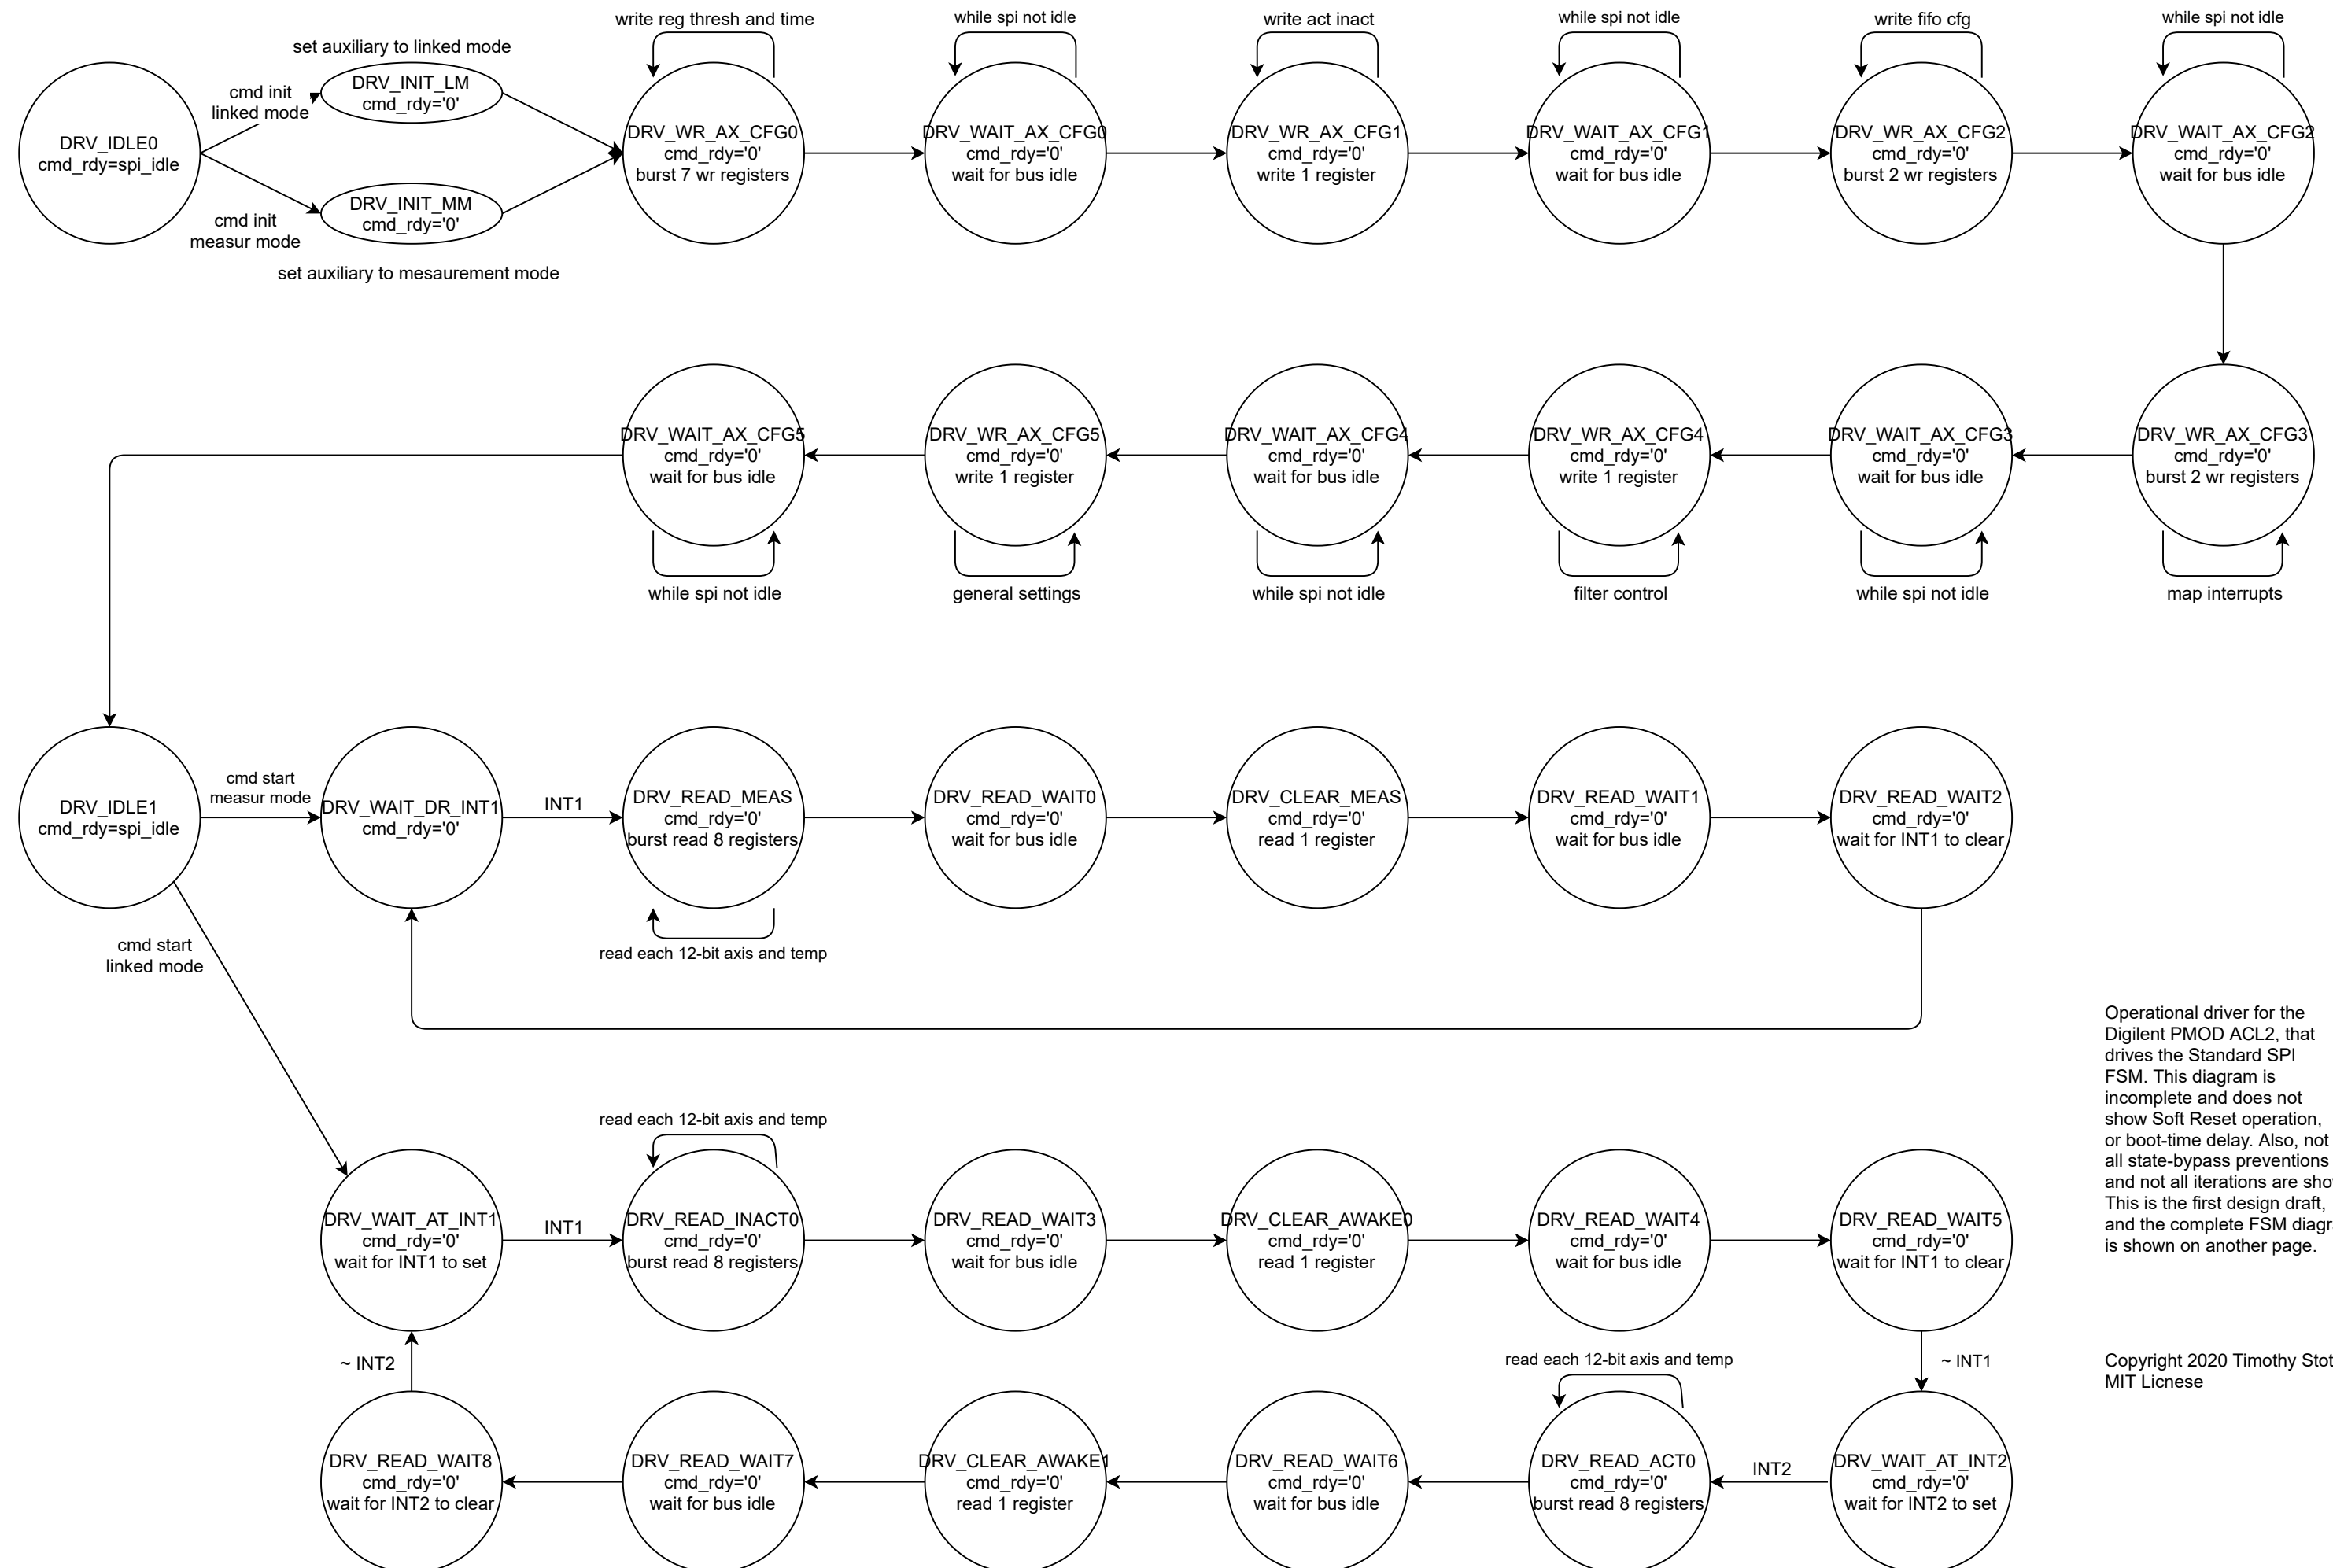 write reg thresh and time
while spi not idle
write act inact
while spi not idle
write fifo cfg
while spi not idle
set auxiliary to linked mode
cmd init
linked mode
DRV_INIT_LM
cmd_rdy='0'
DRV_IDLE0
cmd_rdy=spi_idle
DRV_INIT_MM
cmd_rdy='0'
cmd init
measur mode
set auxiliary to mesaurement mode
DRV_WR_AX_CFG0
cmd_rdy='0'
burst 7 wr registers
DRV_WAIT_AX_CFG0
cmd_rdy='0'
wait for bus idle
DRV_WR_AX_CFG1
cmd_rdy='0'
write 1 register
DRV_WAIT_AX_CFG1
cmd_rdy='0'
wait for bus idle
DRV_WR_AX_CFG2
cmd_rdy='0'
burst 2 wr registers
DRV_WAIT_AX_CFG2
cmd_rdy='0'
wait for bus idle
DRV_WAIT_AX_CFG5
cmd_rdy='0'
wait for bus idle
DRV_WR_AX_CFG5
cmd_rdy='0'
write 1 register
DRV_WAIT_AX_CFG4
cmd_rdy='0'
wait for bus idle
DRV_WR_AX_CFG4
cmd_rdy='0'
write 1 register
DRV_WAIT_AX_CFG3
cmd_rdy='0'
wait for bus idle
DRV_WR_AX_CFG3
cmd_rdy='0'
burst 2 wr registers
while spi not idle
general settings
while spi not idle
filter control
while spi not idle
map interrupts
DRV_IDLE1
cmd_rdy=spi_idle
cmd start
measur mode
DRV_WAIT_DR_INT1
cmd_rdy='0'
INT1
DRV_READ_MEAS
cmd_rdy='0'
burst read 8 registers
DRV_READ_WAIT0
cmd_rdy='0'
wait for bus idle
DRV_CLEAR_MEAS
cmd_rdy='0'
read 1 register
DRV_READ_WAIT1
cmd_rdy='0'
wait for bus idle
DRV_READ_WAIT2
cmd_rdy='0'
wait for INT1 to clear
read each 12-bit axis and temp
cmd start
linked mode
Operational driver for the
Digilent PMOD ACL2, that
drives the Standard SPI
FSM. This diagram is
incomplete and does not
show Soft Reset operation,
or boot-time delay. Also, not
all state-bypass preventions
and not all iterations are
This is the first design draft,
and the complete FSM
is shown on another page.
read each 12-bit axis and temp
DRV_WAIT_AT_INT1
cmd_rdy='0'
wait for INT1 to set
INT1
DRV_READ_INACT0
cmd_rdy='0'
burst read 8 registers
DRV_READ_WAIT3
cmd_rdy='0'
wait for bus idle
DRV_CLEAR_AWAKE0
cmd_rdy='0'
read 1 register
DRV_READ_WAIT4
cmd_rdy='0'
wait for bus idle
DRV_READ_WAIT5
cmd_rdy='0'
wait for INT1 to clear
~ INT2
read each 12-bit axis and temp
~ INT1
Copyright 2020 Timothy
MIT Licnese
DRV_READ_WAIT8
cmd_rdy='0'
wait for INT2 to clear
DRV_READ_WAIT7
cmd_rdy='0'
wait for bus idle
DRV_CLEAR_AWAKE1
cmd_rdy='0'
read 1 register
DRV_READ_WAIT6
cmd_rdy='0'
wait for bus idle
DRV_READ_ACT0
cmd_rdy='0'
burst read 8 registers
INT2
DRV_WAIT_AT_INT2
cmd_rdy='0'
wait for INT2 to set